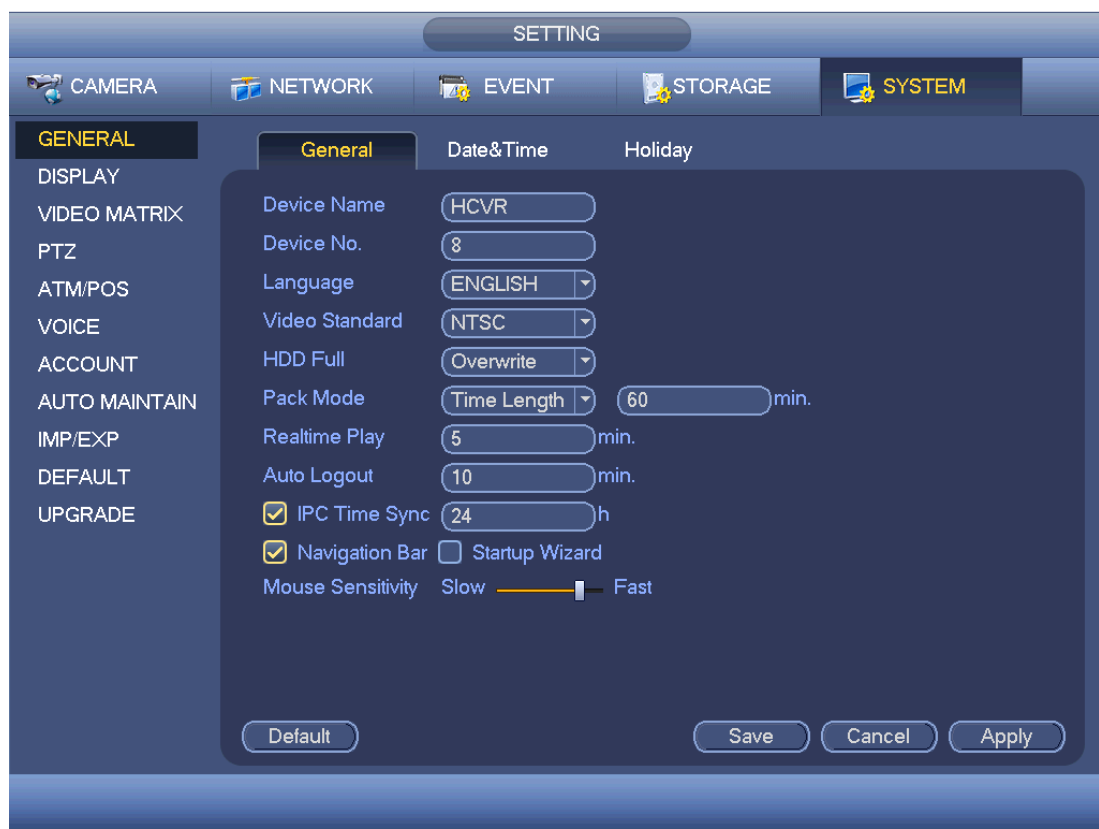 SETTING
CAMERA NETWORK EVENT STORAGE SYSTEM
GENERAL
DISPLAY
VIDEO MATRIX
PTZ
ATM/POS
VOICE
ACCOUNT
AUTO MAINTAIN
IMP/EXP
DEFAULT
UPGRADE
General Date&Time Holiday
Device Name HCVR
Device No. 8
Language ENGLISH
Video Standard NTSC
HDD Full Overwrite
Pack Mode Time Length 60 min.
Realtime Play 5 min.
Auto Logout 10 min.
IPC Time Sync 24 h
Navigation Bar Startup Wizard
Mouse Sensitivity Slow Fast
Default Save Cancel Apply